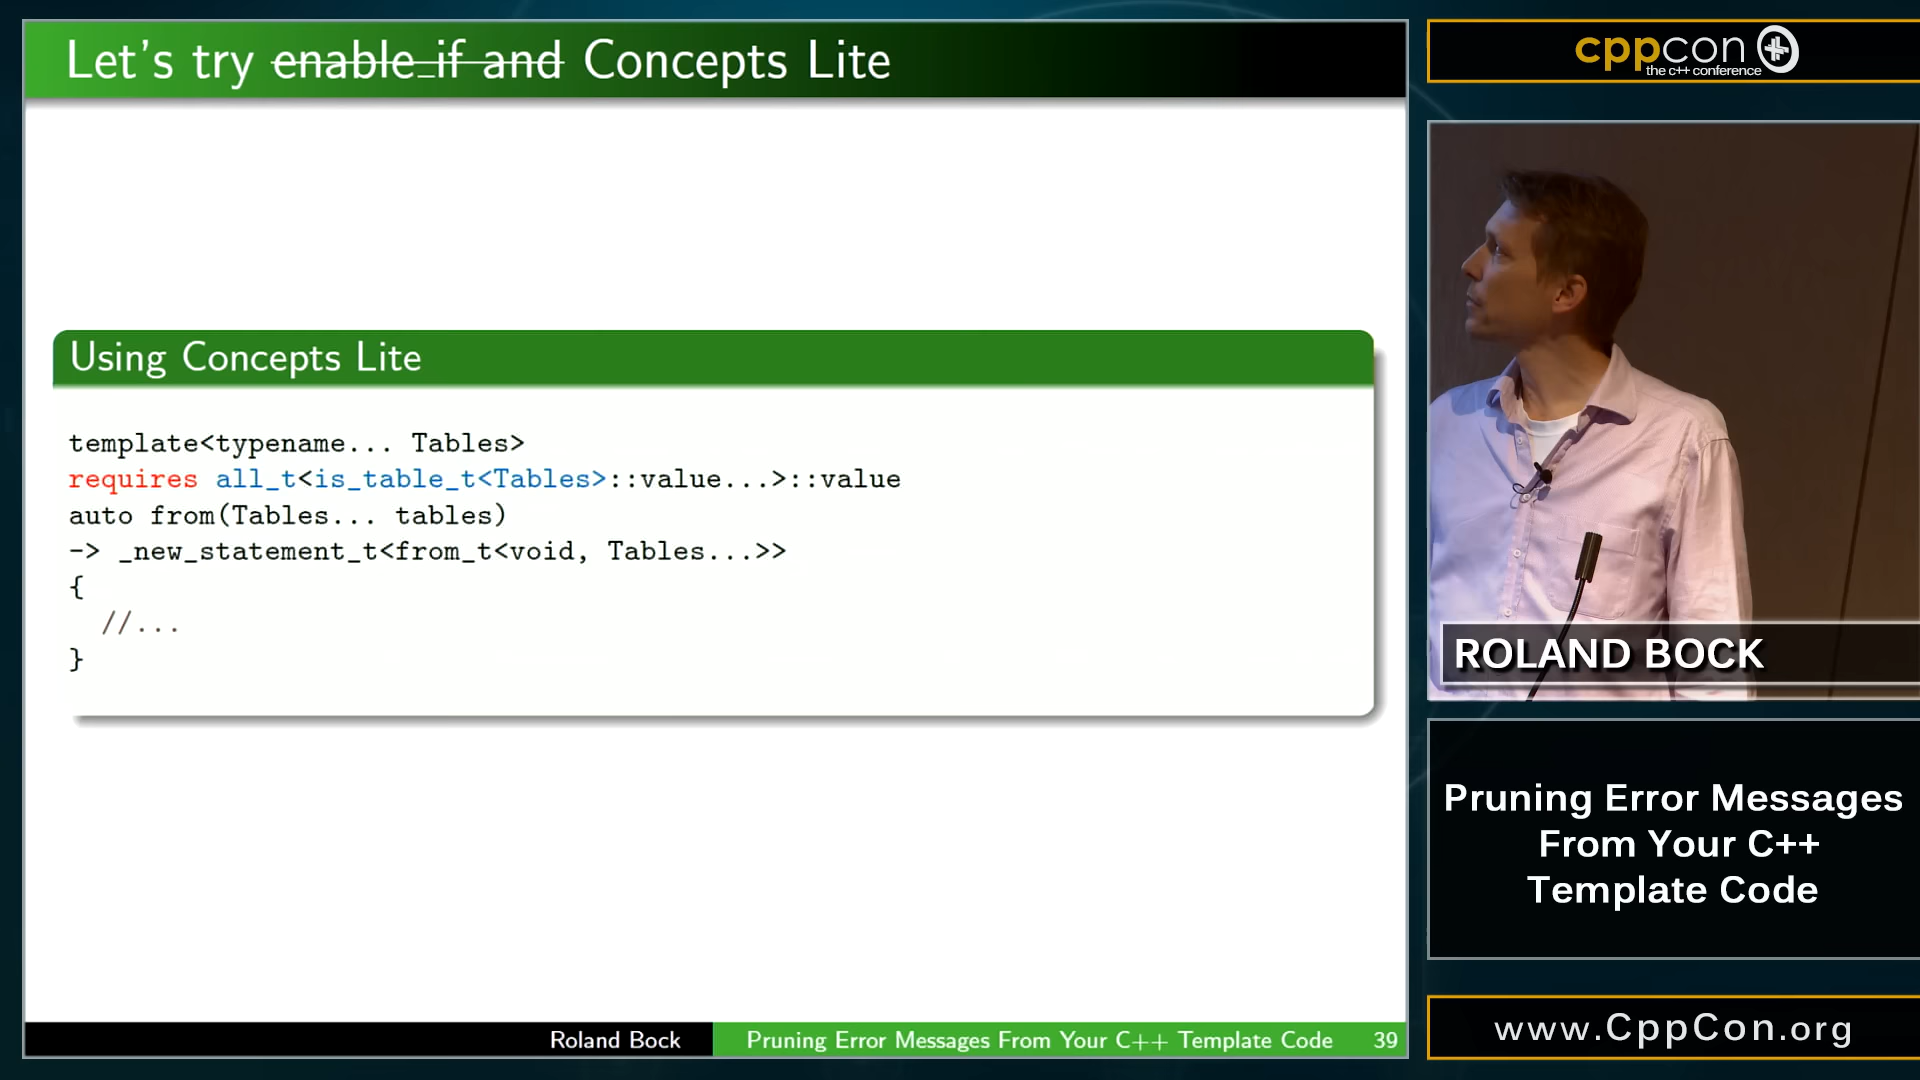 Let's try enable_if and Concepts Lite
Using Concepts Lite
template<typename... Tables>
requires all_t<is_table_t<Tables>::value...>::value
auto from(Tables... tables)
-> _new_statement_t<from_t<void, Tables...>>
{
//...
}
Roland Bock
Pruning Error Messages From Your C++ Template Code
39
cppcon
the c++ conference
ROLAND BOCK
Pruning Error Messages
From Your C++
Template Code
www.CppCon.org